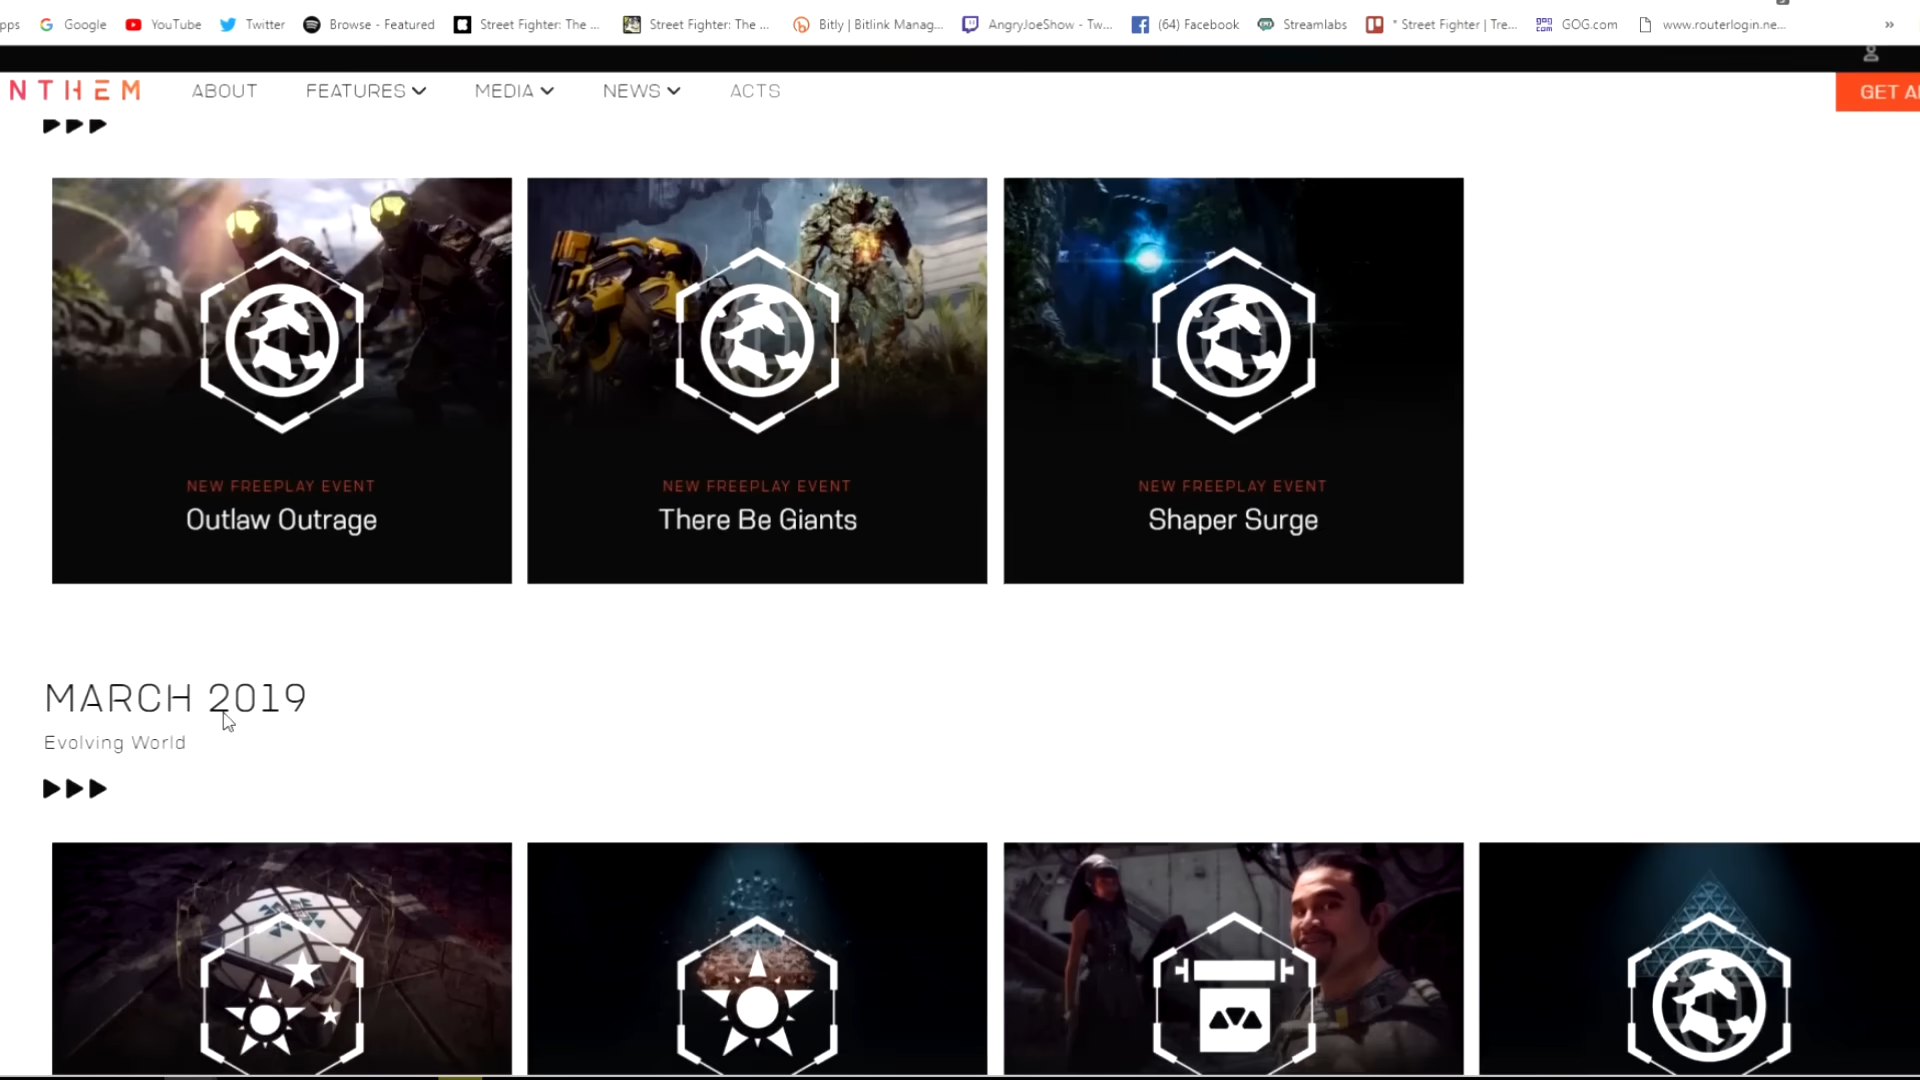 pps Google YouTube Twitter Browse - Featured Street Fighter: The ... Street Fighter: The ... Bitly | Bitlink Manag... AngryJoeShow - Tw... (64) Facebook Streamlabs * Street Fighter | Tre... GOG.com www.routerlogin.ne... »
NTHEM ABOUT FEATURES MEDIA NEWS ACTS GET A
NEW FREEPLAY EVENT
Outlaw Outrage
NEW FREEPLAY EVENT
There Be Giants
NEW FREEPLAY EVENT
Shaper Surge
MARCH 2019
Evolving World